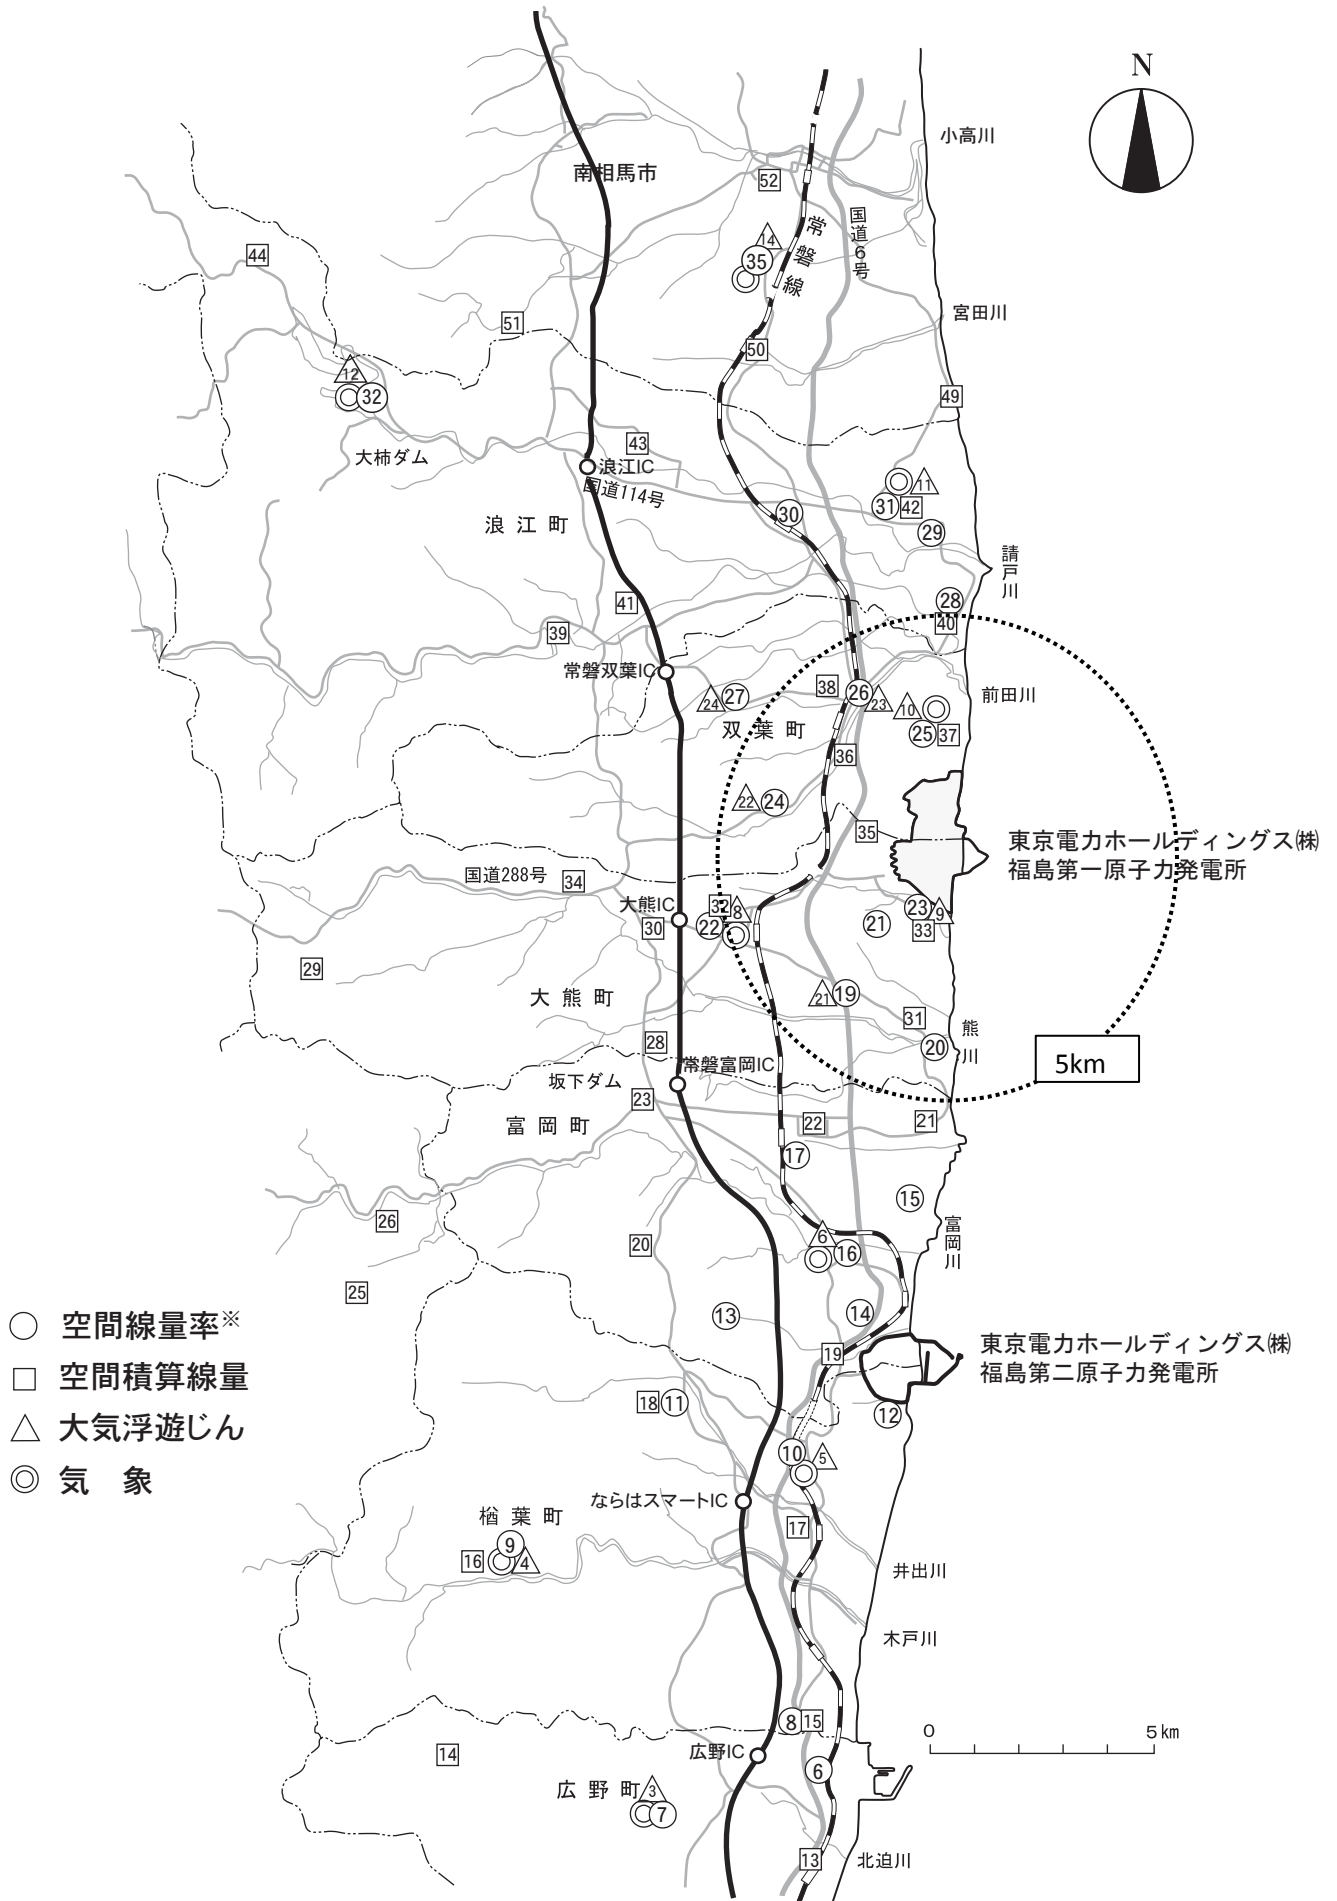 N
小高川
南相馬市
52
国道6号
14
常磐線
35
44
宮田川
51
50
12
32
49
43
大柿ダム
浪江IC
国道114号
11
31
42
30
浪江町
29
請戸川
28
41
40
39
常磐双葉IC
38
26
23
10
前田川
24
27
双葉町
25
37
36
22
24
35
東京電力ホールディングス㈱
福島第一原子力発電所
国道288号
34
大熊IC
32
8
23
9
30
22
21
33
29
大熊町
21
19
31
熊川
28
20
5km
常磐富岡IC
坂下ダム
23
22
21
富岡町
17
15
26
富岡川
20
6
16
25
13
14
○ 空間線量率※
19
東京電力ホールディングス㈱
福島第二原子力発電所
□ 空間積算線量
18
11
12
△ 大気浮遊じん
10
5
◎ 気象
ならはスマートIC
楢葉町
17
9
16
4
井出川
木戸川
8
15
0
5km
14
広野IC
6
広野町
3
7
13
北迫川